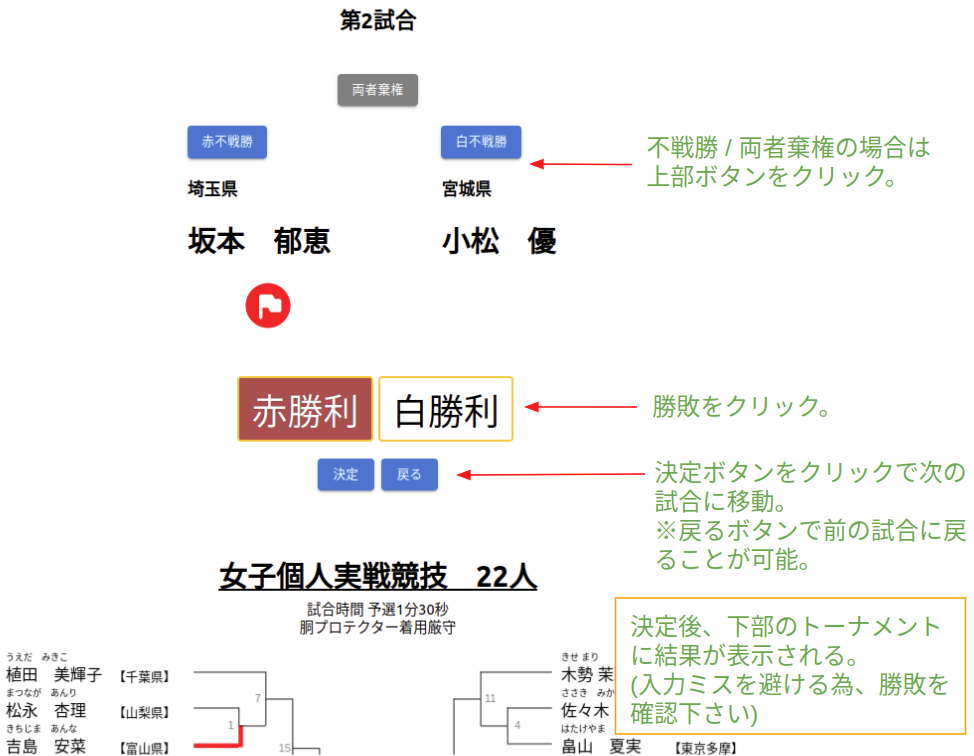 第2試合
両者棄権
赤不戦勝
白不戦勝
不戦勝 / 両者棄権の場合は
上部ボタンをクリック。
埼玉県
宮城県
坂本　郁恵
小松　優
赤勝利
白勝利
勝敗をクリック。
決定
戻る
決定ボタンをクリックで次の
試合に移動。
※戻るボタンで前の試合に戻
ることが可能。
女子個人実戦競技　22人
試合時間 予選1分30秒
胴プロテクター着用厳守
決定後、下部のトーナメント
に結果が表示される。
(入力ミスを避ける為、勝敗を
確認下さい)
うえだ　みきこ
植田　美輝子　【千葉県】
まつなが　あんり
松永　杏理　【山梨県】
きちじま　あんな
吉島　安菜　【富山県】
7
1
15
11
4
きせ まり
木勢 茉
ささき　みか
佐々木
はたけやま
畠山　夏実　【東京多摩】